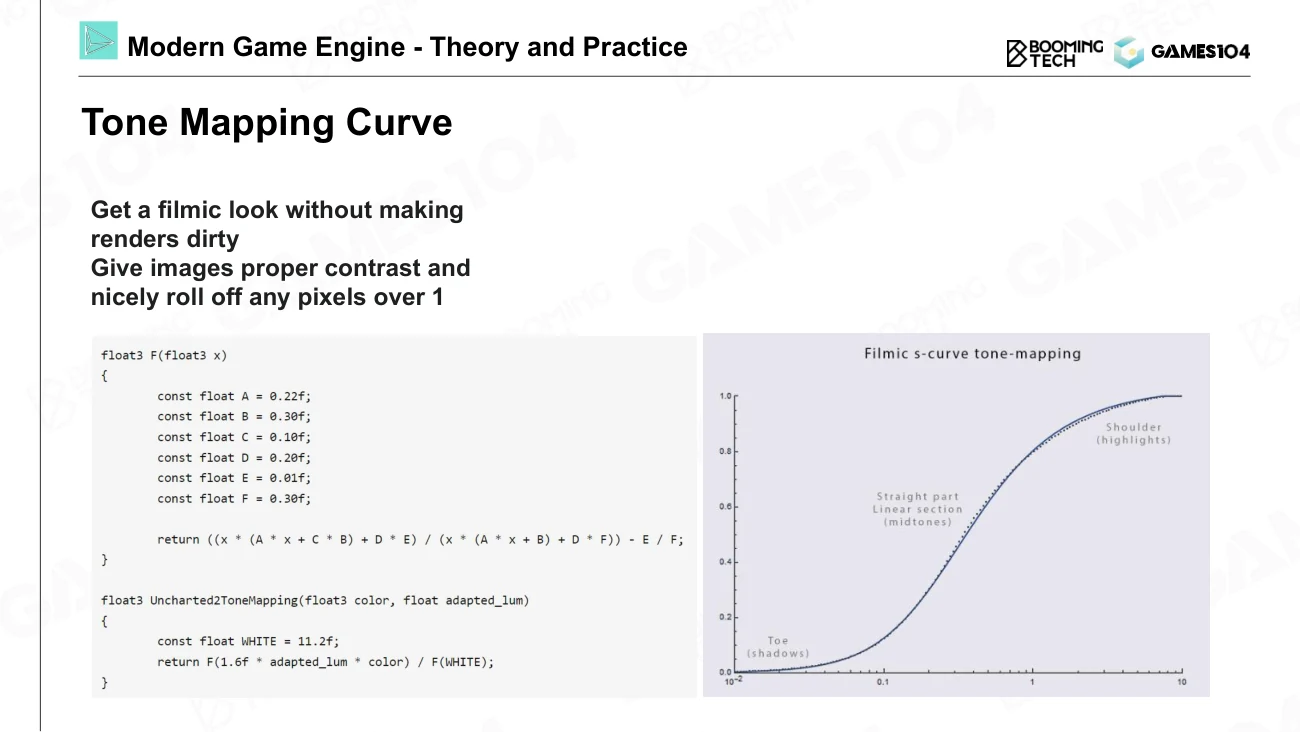 Modern Game Engine - Theory and Practice
BOOMING
TECH
GAMES104
Tone Mapping Curve
Get a filmic look without making
renders dirty
Give images proper contrast and
nicely roll off any pixels over 1
float3 F(float3 x)
{
const float A = 0.22f;
const float B = 0.30f;
const float C = 0.10f;
const float D = 0.20f;
const float E = 0.01f;
const float F = 0.30f;
return ((x * (A * x + C * B) + D * E) / (x * (A * x + B) + D * F)) - E / F;
}
float3 Uncharted2ToneMapping(float3 color, float adapted_lum)
{
const float WHITE = 11.2f;
return F(1.6f * adapted_lum * color) / F(WHITE);
}
Filmic s-curve tone-mapping
1.0
0.8
0.6
0.4
0.2
0.0
Shoulder
(highlights)
Straight part
Linear section
(midtones)
Toe
(shadows)
10⁻² 0.1 1 10